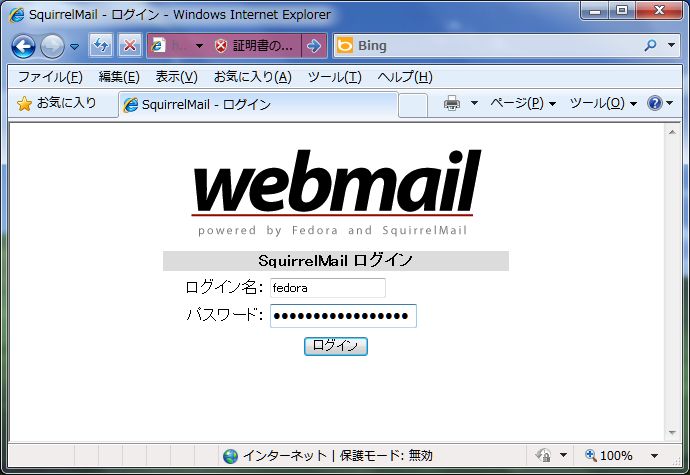 SquirrelMail - ログイン - Windows Internet Explorer
証明書の...
Bing
ファイル(F) 編集(E) 表示(V) お気に入り(A) ツール(T) ヘルプ(H)
お気に入り SquirrelMail - ログイン ページ(P) ツール(O)
webmail
powered by Fedora and SquirrelMail
SquirrelMail ログイン
ログイン名: fedora
パスワード: ●●●●●●●●●●●●●●●●●
ログイン
インターネット | 保護モード: 無効 100%